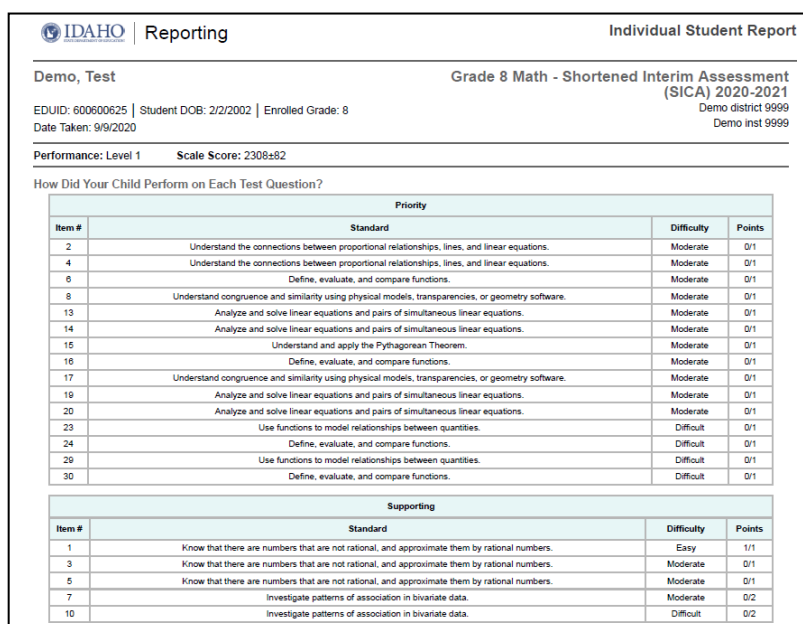 IDAHO Reporting
Individual Student Report
Demo, Test
Grade 8 Math - Shortened Interim Assessment
(SICA) 2020-2021
EDUID: 600600625 | Student DOB: 2/2/2002 | Enrolled Grade: 8
Demo district 9999
Date Taken: 9/9/2020
Demo inst 9999
Performance: Level 1 Scale Score: 2308±82
How Did Your Child Perform on Each Test Question?
Priority
Item # Standard Difficulty Points
2 Understand the connections between proportional relationships, lines, and linear equations. Moderate 0/1
4 Understand the connections between proportional relationships, lines, and linear equations. Moderate 0/1
6 Define, evaluate, and compare functions. Moderate 0/1
8 Understand congruence and similarity using physical models, transparencies, or geometry software. Moderate 0/1
13 Analyze and solve linear equations and pairs of simultaneous linear equations. Moderate 0/1
14 Analyze and solve linear equations and pairs of simultaneous linear equations. Moderate 0/1
15 Understand and apply the Pythagorean Theorem. Moderate 0/1
16 Define, evaluate, and compare functions. Moderate 0/1
17 Understand congruence and similarity using physical models, transparencies, or geometry software. Moderate 0/1
19 Analyze and solve linear equations and pairs of simultaneous linear equations. Moderate 0/1
20 Analyze and solve linear equations and pairs of simultaneous linear equations. Moderate 0/1
23 Use functions to model relationships between quantities. Difficult 0/1
24 Define, evaluate, and compare functions. Difficult 0/1
29 Use functions to model relationships between quantities. Difficult 0/1
30 Define, evaluate, and compare functions. Difficult 0/1
Supporting
Item # Standard Difficulty Points
1 Know that there are numbers that are not rational, and approximate them by rational numbers. Easy 1/1
3 Know that there are numbers that are not rational, and approximate them by rational numbers. Moderate 0/1
5 Know that there are numbers that are not rational, and approximate them by rational numbers. Moderate 0/1
7 Investigate patterns of association in bivariate data. Moderate 0/2
10 Investigate patterns of association in bivariate data. Difficult 0/2